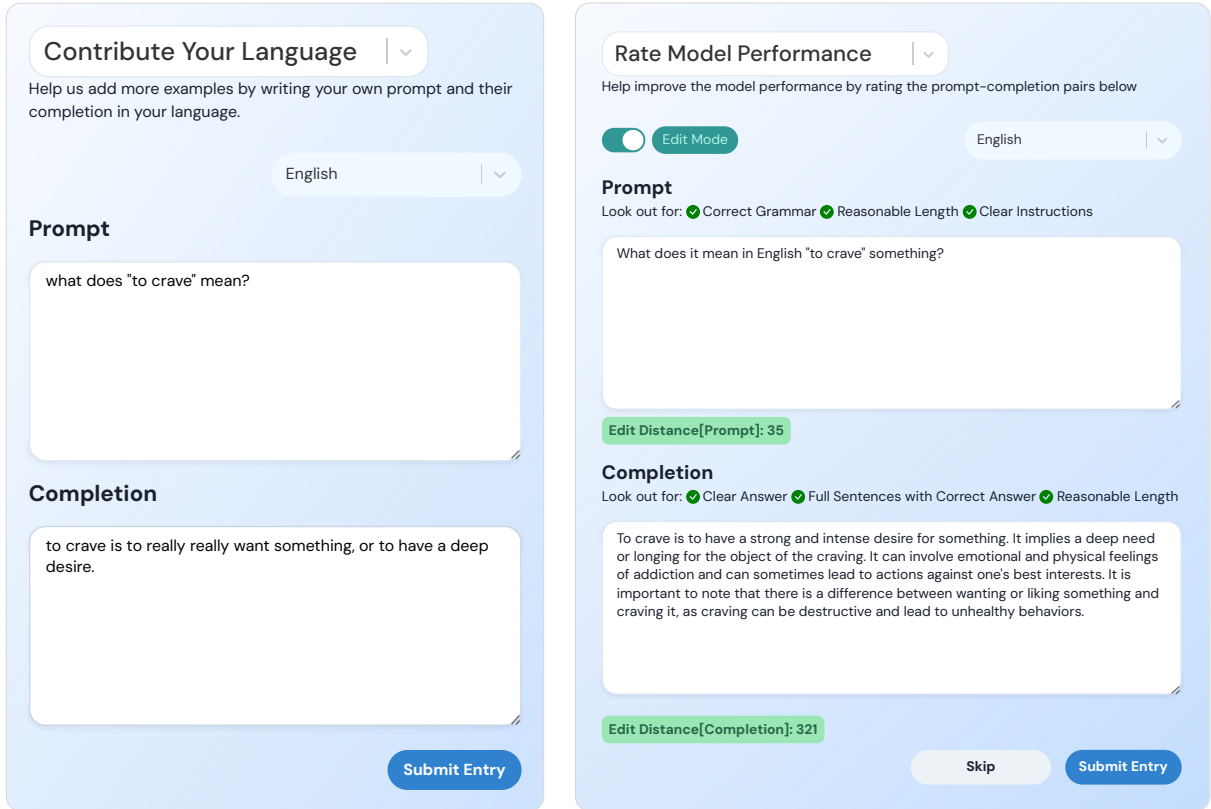 Contribute Your Language
Help us add more examples by writing your own prompt and their
completion in your language.
English
Prompt
what does "to crave" mean?
Completion
to crave is to really really want something, or to have a deep
desire.
Submit Entry
Rate Model Performance
Help improve the model performance by rating the prompt-completion pairs below
Edit Mode
English
Prompt
Look out for: Correct Grammar Reasonable Length Clear Instructions
What does it mean in English "to crave" something?
Edit Distance[Prompt]: 35
Completion
Look out for: Clear Answer Full Sentences with Correct Answer Reasonable Length
To crave is to have a strong and intense desire for something. It implies a deep need
or longing for the object of the craving. It can involve emotional and physical feelings
of addiction and can sometimes lead to actions against one's best interests. It is
important to note that there is a difference between wanting or liking something and
craving it, as craving can be destructive and lead to unhealthy behaviors.
Edit Distance[Completion]: 321
Skip
Submit Entry